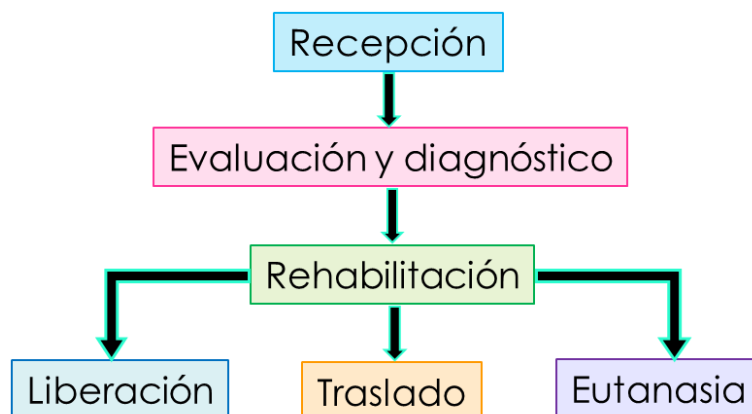 Recepción
Evaluación y diagnóstico
Rehabilitación
Liberación
Traslado
Eutanasia